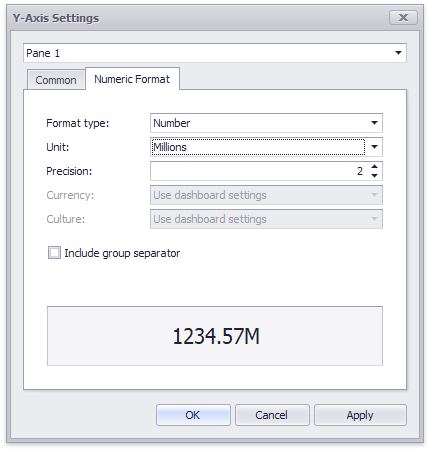 Y-Axis Settings
Pane 1
Common Numeric Format
Format type: Number
Unit: Millions
Precision: 2
Currency: Use dashboard settings
Culture: Use dashboard settings
Include group separator
1234.57M
OK Cancel Apply